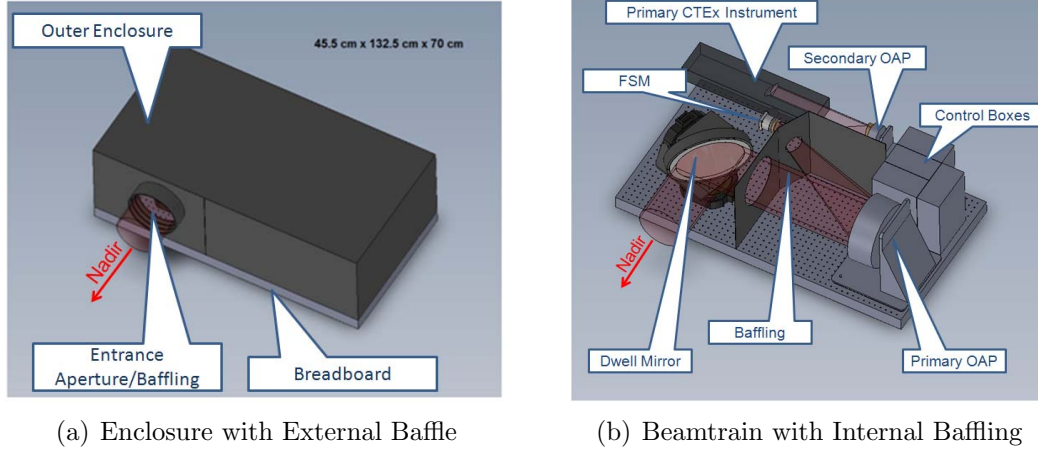 Outer Enclosure
45.5 cm x 132.5 cm x 70 cm
Nadir
Entrance
Aperture/Baffling
Breadboard
(a) Enclosure with External Baffle
Primary CTEx Instrument
Secondary OAP
FSM
Control Boxes
Nadir
Baffling
Dwell Mirror
Primary OAP
(b) Beamtrain with Internal Baffling